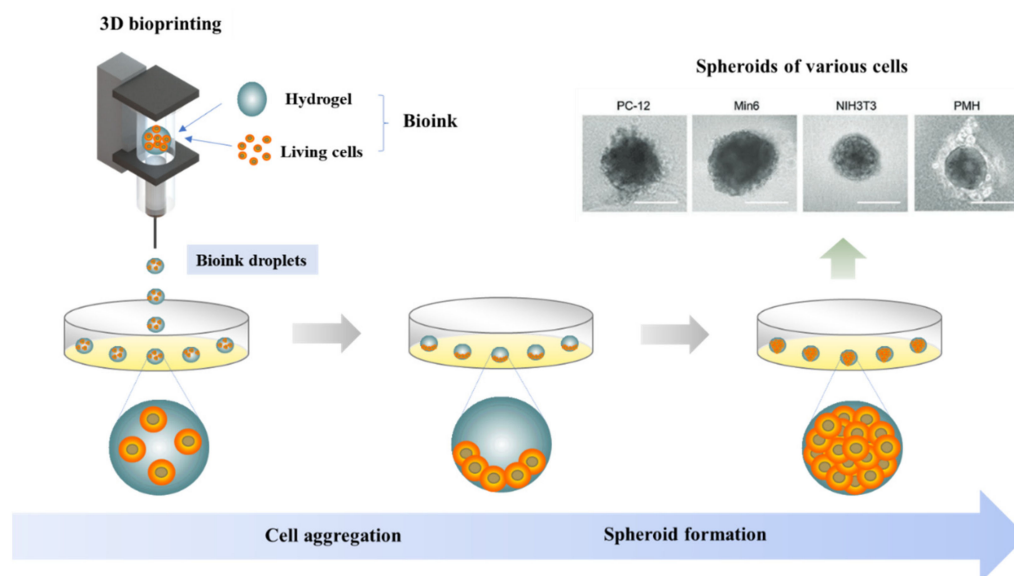 3D bioprinting
Hydrogel
Living cells
Bioink
Bioink droplets
Spheroids of various cells
PC-12
Min6
NIH3T3
PMH
Cell aggregation
Spheroid formation